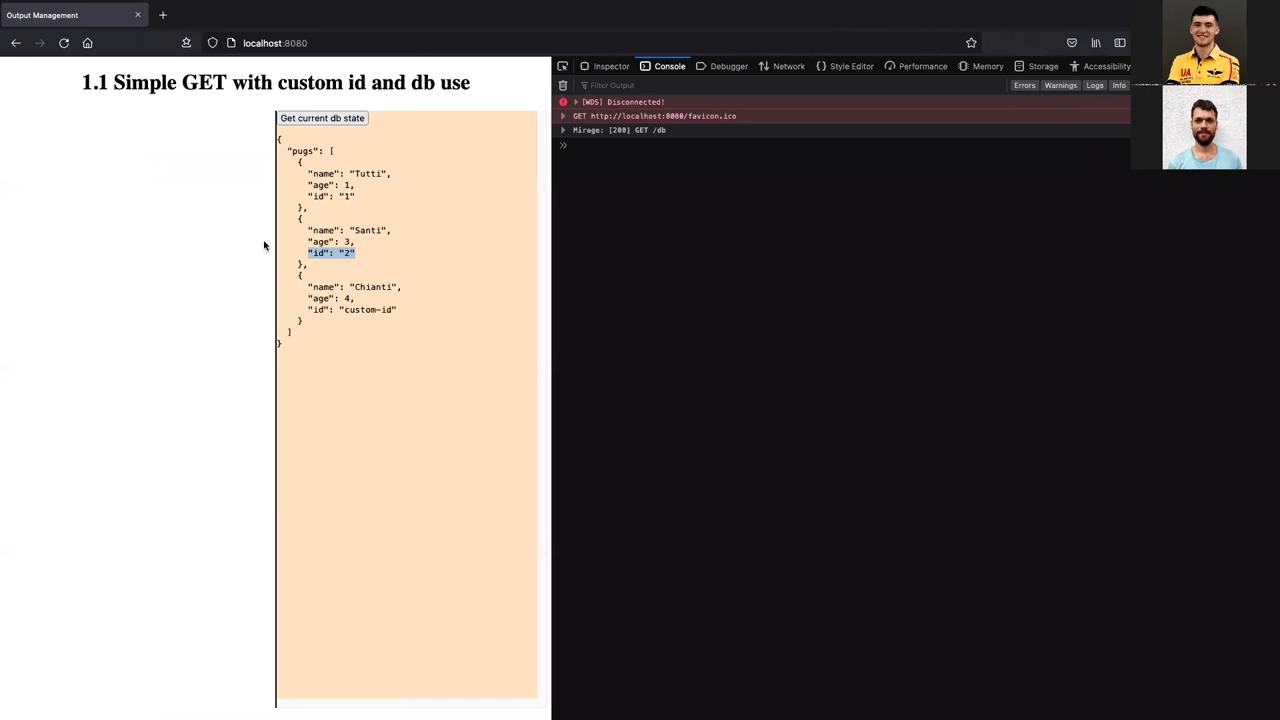 Output Management
localhost:8080
1.1 Simple GET with custom id and db use
Get current db state
{
"pugs": [
{
"name": "Tutti",
"age": 1,
"id": "1"
},
{
"name": "Santi",
"age": 3,
"id": "2"
},
{
"name": "Chianti",
"age": 4,
"id": "custom-id"
}
]
}
Inspector
Console
Debugger
Network
Style Editor
Performance
Memory
Storage
Accessibility
Filter Output
Errors
Warnings
Logs
Info
[WDS] Disconnected!
GET http://localhost:8080/favicon.ico
Mirage: [200] GET /db
UA